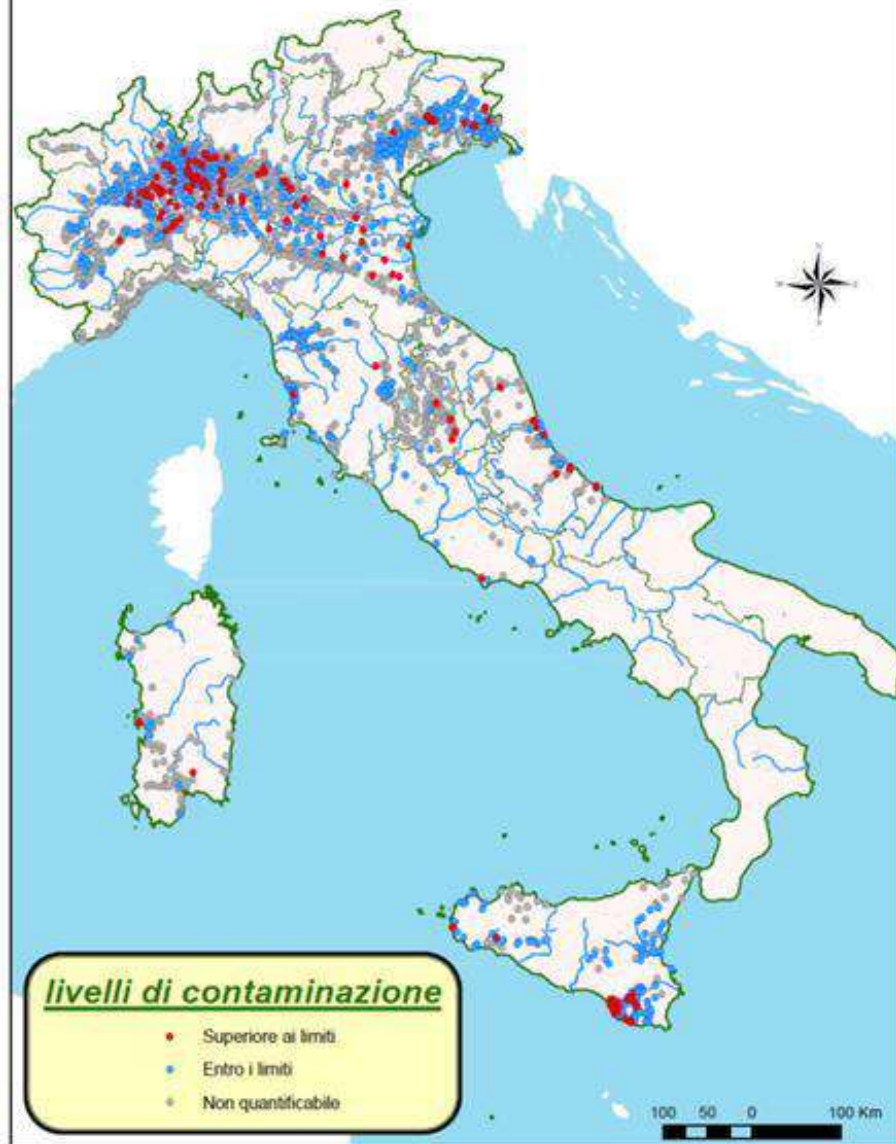 livelli di contaminazione
Superiore ai limiti
Entro i limiti
Non quantificabile
100 50 0 100 Km